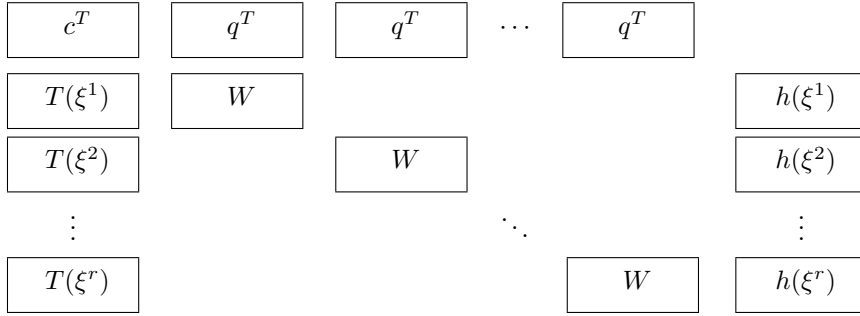 c^T q^T q^T ⋯ q^T
T(ξ^1) W h(ξ^1)
T(ξ^2) W h(ξ^2)
⋮ ⋱ ⋮
T(ξ^r) W h(ξ^r)